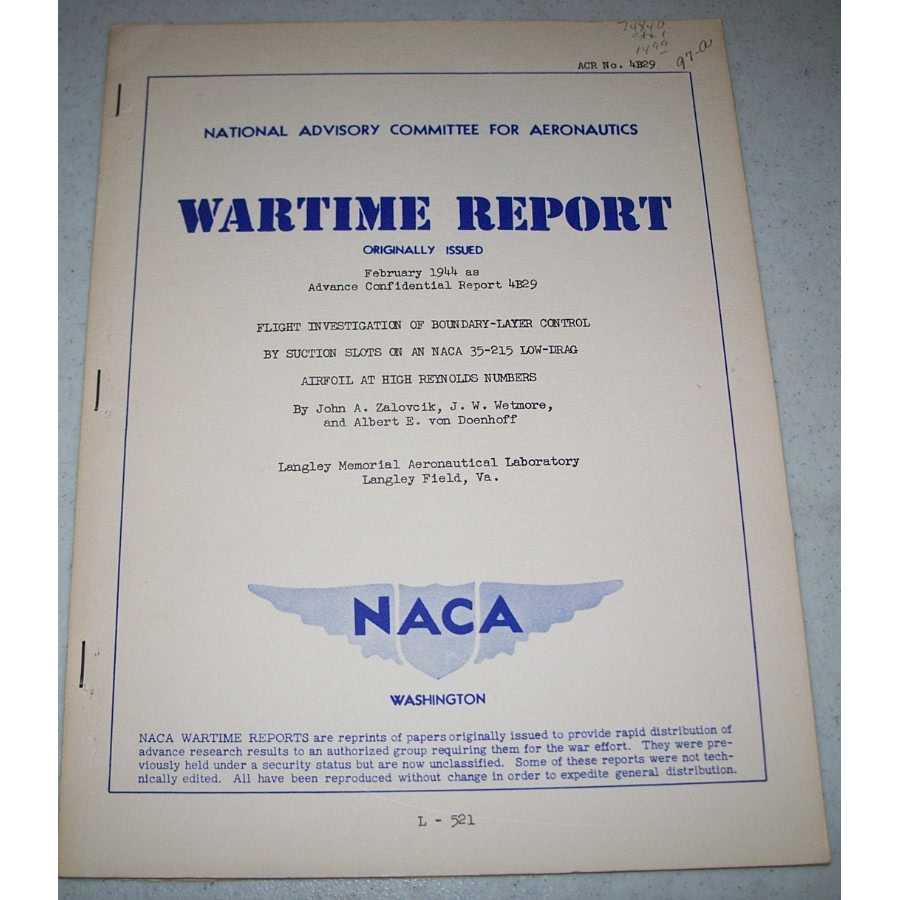 ACR No. 4B29
97-a
NATIONAL ADVISORY COMMITTEE FOR AERONAUTICS
WARTIME REPORT
ORIGINALLY ISSUED
February 1944 as
Advance Confidential Report 4B29
FLIGHT INVESTIGATION OF BOUNDARY-LAYER CONTROL
BY SUCTION SLOTS ON AN NACA 35-215 LOW-DRAG
AIRFOIL AT HIGH REYNOLDS NUMBERS
By John A. Zalovcik, J. W. Wetmore,
and Albert E. von Doenhoff
Langley Memorial Aeronautical Laboratory
Langley Field, Va.
NACA
WASHINGTON
NACA WARTIME REPORTS are reprints of papers originally issued to provide rapid distribution of
advance research results to an authorized group requiring them for the war effort. They were pre-
viously held under a security status but are now unclassified. Some of these reports were not tech-
nically edited. All have been reproduced without change in order to expedite general distribution.
L - 521